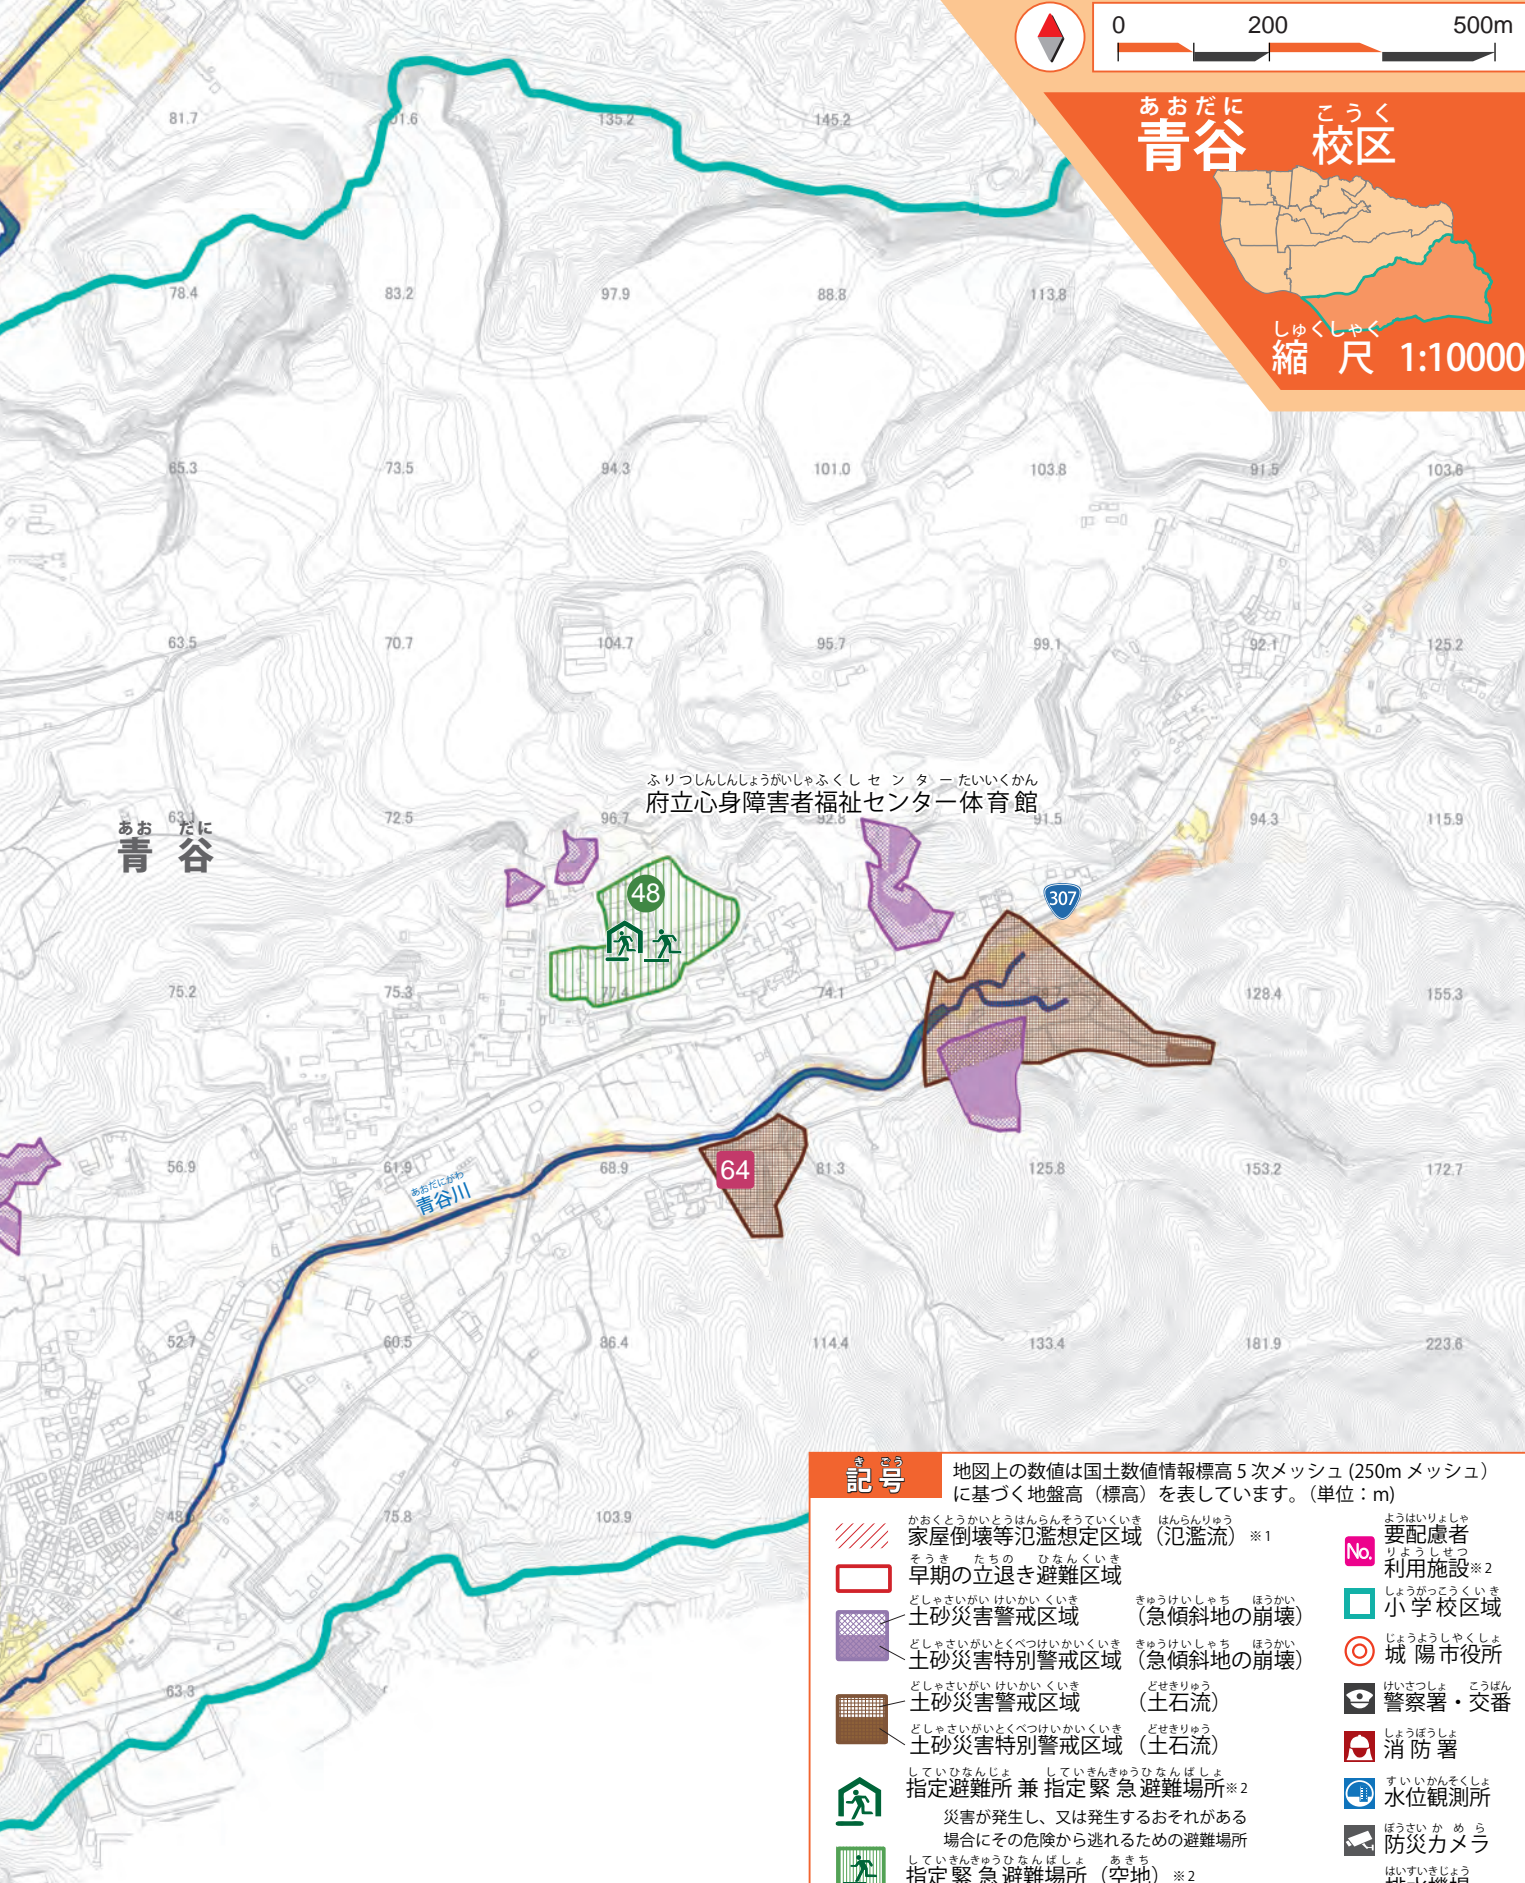 0 200 500m
あおだに こうく
青谷 校区
しゅくしゃく
縮尺 1:10000
81.7 135.2 145.2
78.4 83.2 97.9 88.8 113.8
65.3 73.5 94.3 101.0 103.8 91.5 103.6
63.5 70.7 104.7 95.7 99.1 92.1 125.2
ふりつしんしんしょうがいしゃふくしセンターたいいくかん
府立心身障害者福祉センター体育館
72.5 96.7 92.8 91.5 94.3 115.9
あお だに
青谷
48
307
75.2 75.3 77.4 74.1 128.4 155.3
56.9 61.9 68.9 81.3 125.8 153.2 172.7
64
あおだにがわ
青谷川
52.7 60.5 86.4 114.4 133.4 181.9 223.6
75.8 103.9
63.3
きごう
記号
地図上の数値は国土数値情報標高5次メッシュ(250mメッシュ)
に基づく地盤高(標高)を表しています。(単位:m)
かおくとうかいとうはんらんそうていくいき はんらんりゅう
家屋倒壊等氾濫想定区域(氾濫流)※1
そうき たちの ひなんくいき
早期の立退き避難区域
どしゃさいがい けいかい くいき きゅうけいしゃち ほうかい
土砂災害警戒区域 (急傾斜地の崩壊)
どしゃさいがいとくべつけいかいくいき きゅうけいしゃち ほうかい
土砂災害特別警戒区域 (急傾斜地の崩壊)
どしゃさいがい けいかい くいき どせきりゅう
土砂災害警戒区域 (土石流)
どしゃさいがいとくべつけいかいくいき どせきりゅう
土砂災害特別警戒区域 (土石流)
していひなんじょ していきんきゅうひなんばしょ
指定避難所 兼 指定緊急避難場所※2
災害が発生し、又は発生するおそれがある
場合にその危険から逃れるための避難場所
していきんきゅうひなんばしょ あきち
指定緊急避難場所(空地)※2
ようはいりょしゃ
要配慮者
No.
りようしせつ
利用施設※2
しょうがっこうくいき
小学校区域
じょうようしやくしょ
城陽市役所
けいさつしょ こうばん
警察署・交番
しょうぼうしょ
消防署
すいいかんそくしょ
水位観測所
ぼうさいかめら
防災カメラ
はいすいきじょう